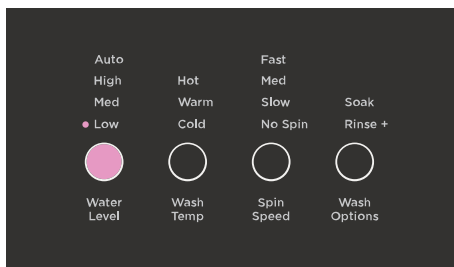 Auto
High
Med
Low
Water
Level
Hot
Warm
Cold
Wash
Temp
Fast
Med
Slow
No Spin
Spin
Speed
Soak
Rinse +
Wash
Options